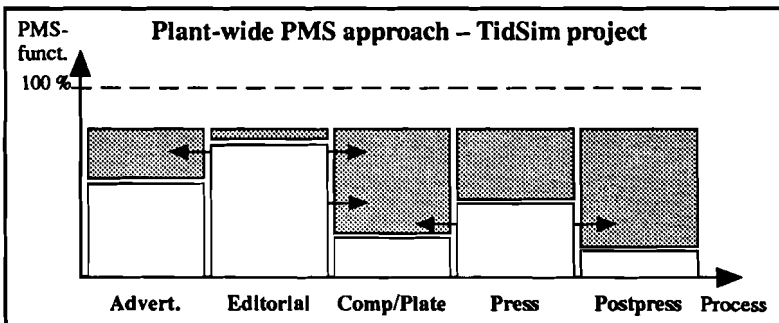 PMS-
funct.
Plant-wide PMS approach – TidSim project
100 %
Advert. Editorial Comp/Plate Press Postpress Process